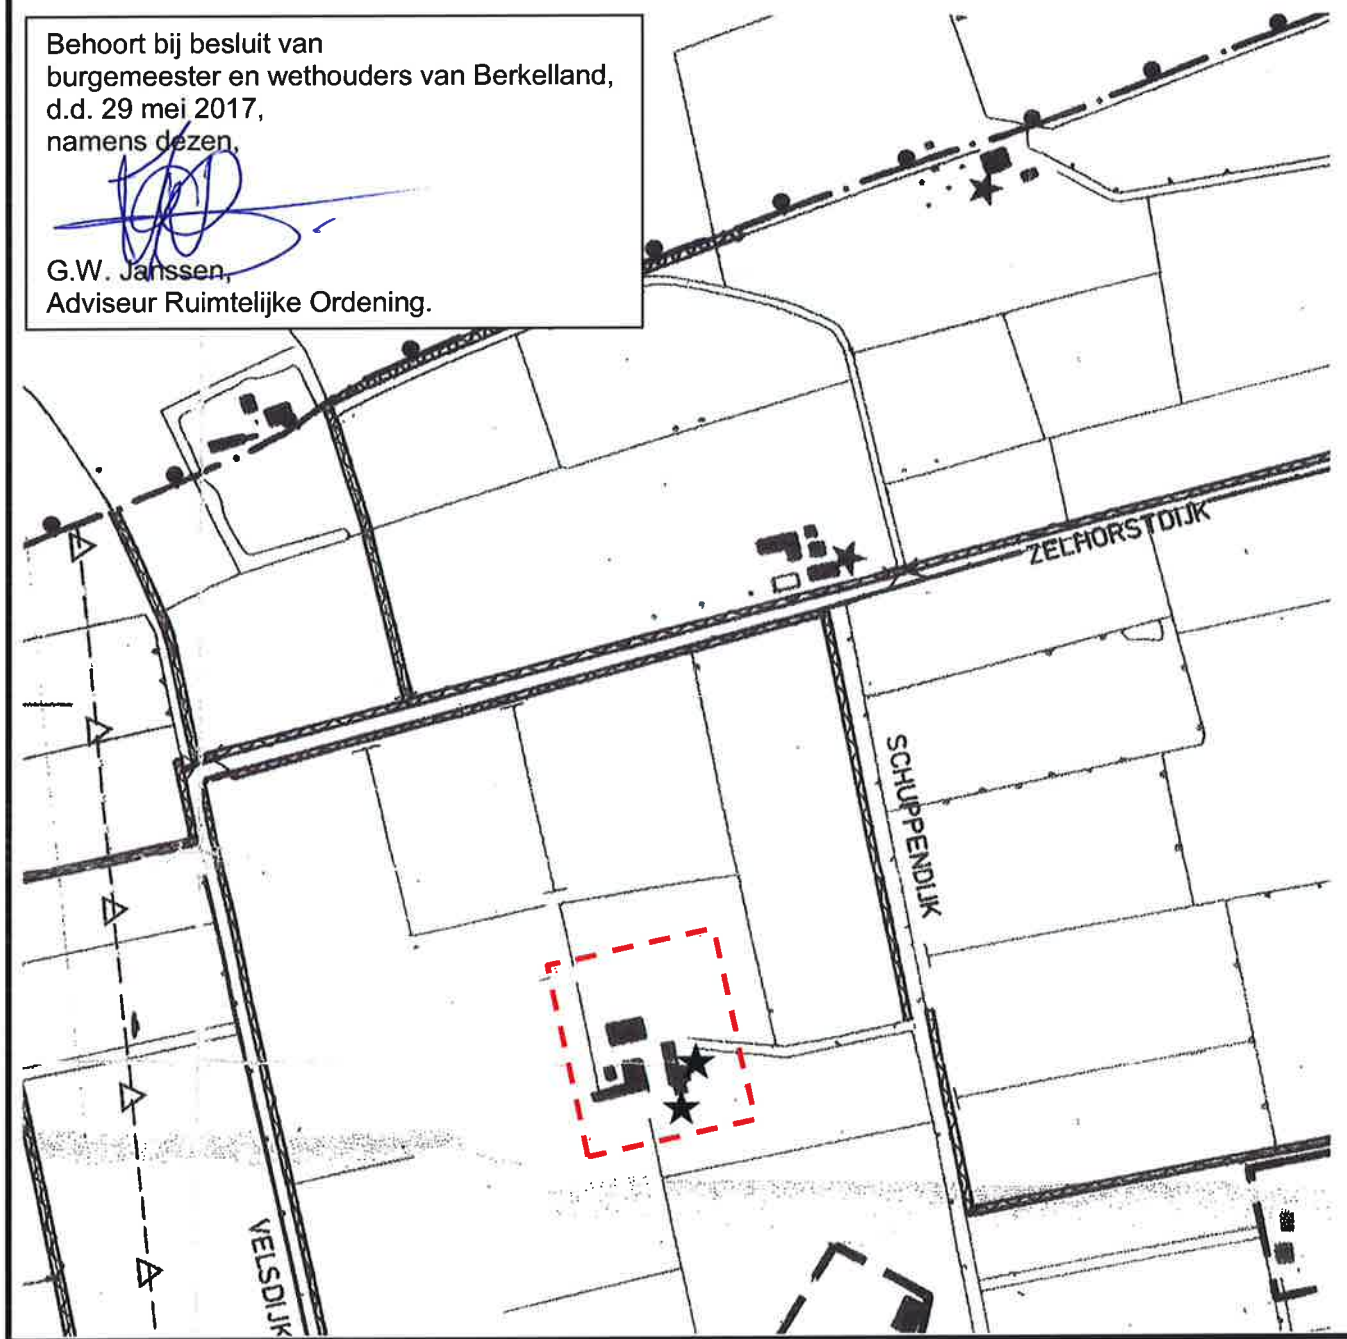 Behoort bij besluit van
burgemeester en wethouders van Berkelland,
d.d. 29 mei 2017,
namens dezen,
G.W. Janssen,
Adviseur Ruimtelijke Ordening.
ZELHORSTDIJK
SCHUPPENDIJK
VELSDIJK